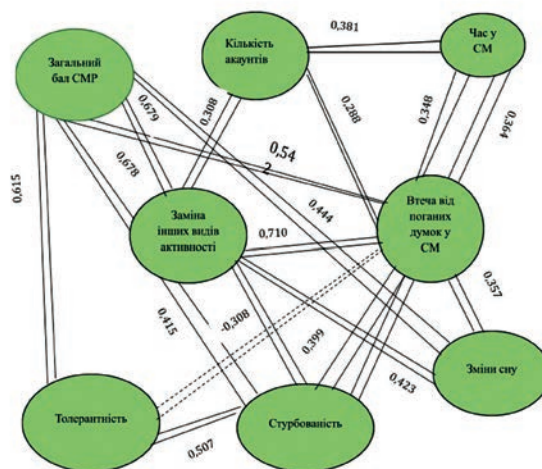 0,381
Кількість
акаунтів
Час у
СМ
Загальний
бал СМР
0,679
0,308
0,288
0,348
0,364
0,54
2
0,678
0,615
0,444
Втеча від
поганих
думок у
СМ
Заміна
інших видів
активності
0,710
0,357
0,415
-0,308
0,399
Зміни сну
0,423
Толерантність
Стурбованість
0,507